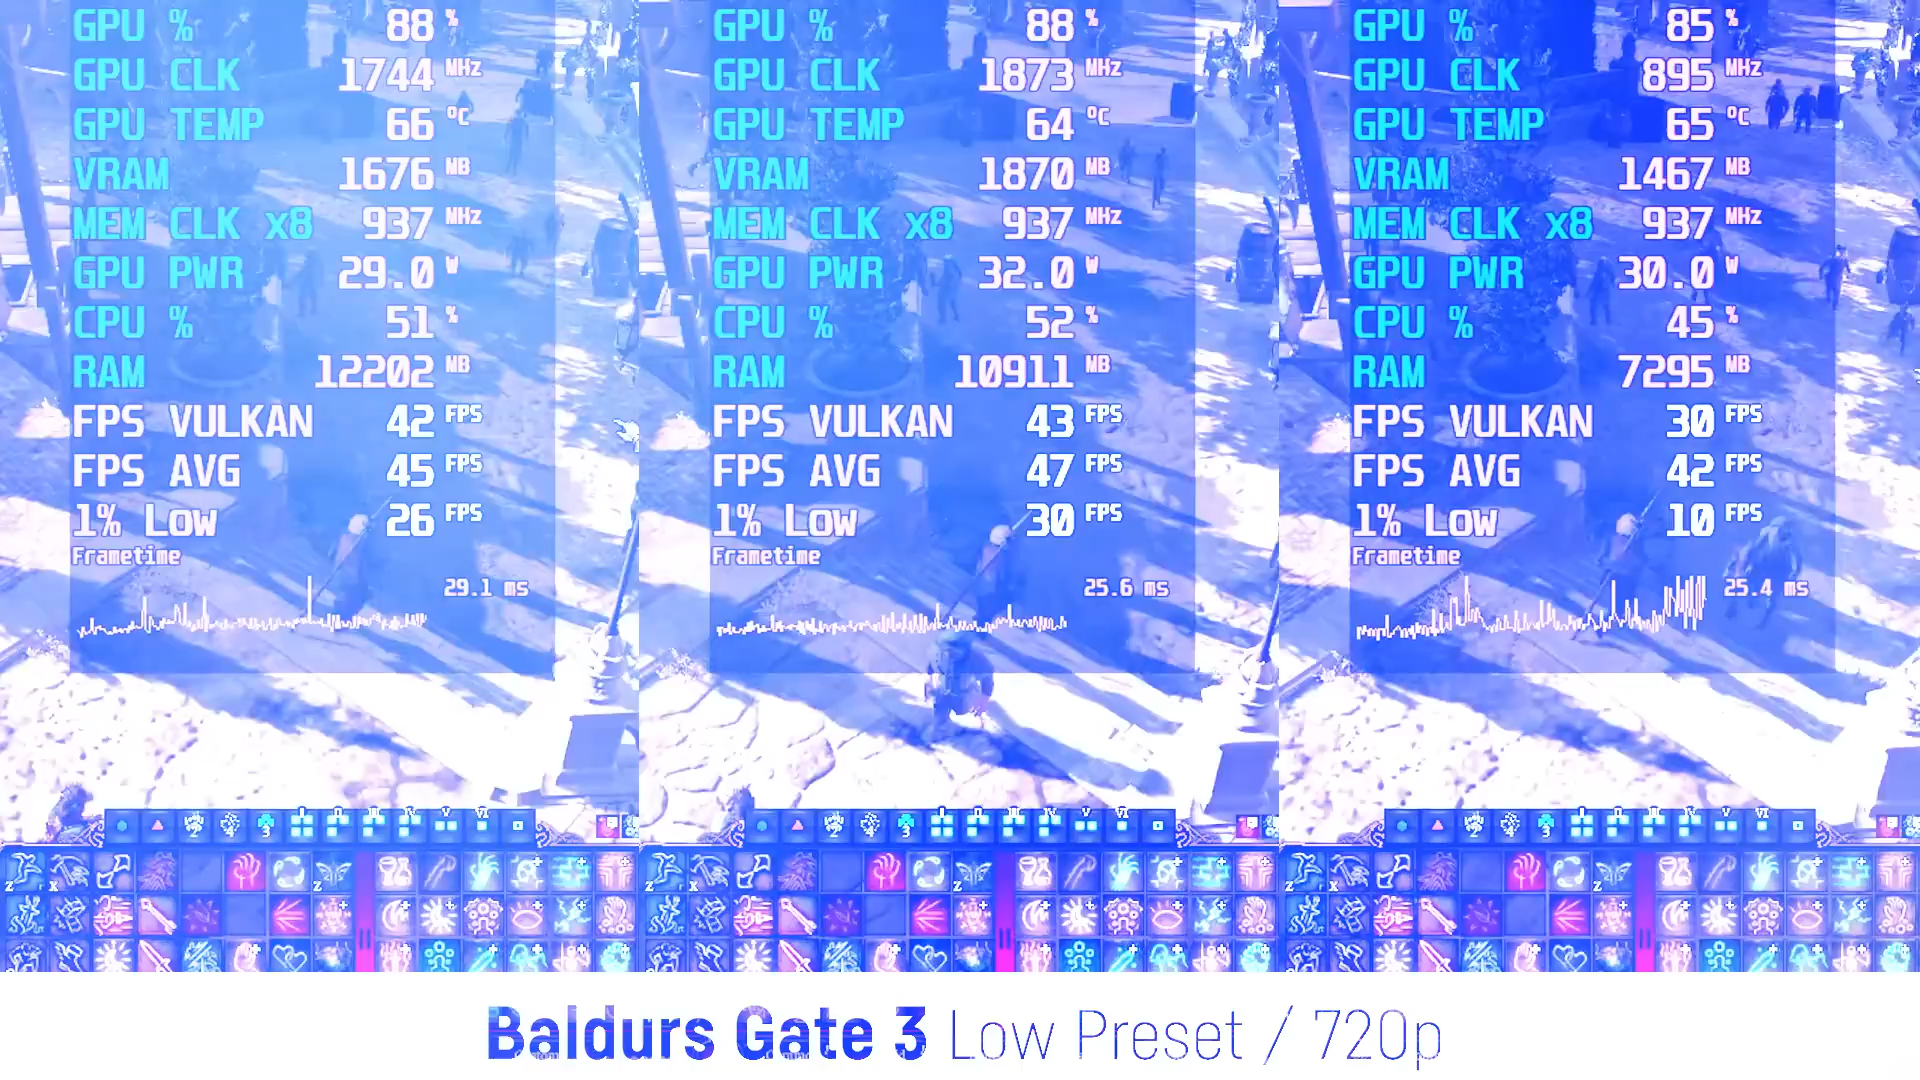 GPU % 88 %
GPU CLK 1744 MHz
GPU TEMP 66 °C
VRAM 1676 MB
MEM CLK x8 937 MHz
GPU PWR 29.0 W
CPU % 51 %
RAM 12202 MB
FPS VULKAN 42 FPS
FPS AVG 45 FPS
1% Low 26 FPS
Frametime
29.1 ms
GPU % 88 %
GPU CLK 1873 MHz
GPU TEMP 64 °C
VRAM 1870 MB
MEM CLK x8 937 MHz
GPU PWR 32.0 W
CPU % 52 %
RAM 10911 MB
FPS VULKAN 43 FPS
FPS AVG 47 FPS
1% Low 30 FPS
Frametime
25.6 ms
GPU % 85 %
GPU CLK 895 MHz
GPU TEMP 65 °C
VRAM 1467 MB
MEM CLK x8 937 MHz
GPU PWR 30.0 W
CPU % 45 %
RAM 7295 MB
FPS VULKAN 30 FPS
FPS AVG 42 FPS
1% Low 10 FPS
Frametime
25.4 ms
Baldurs Gate 3 Low Preset / 720p